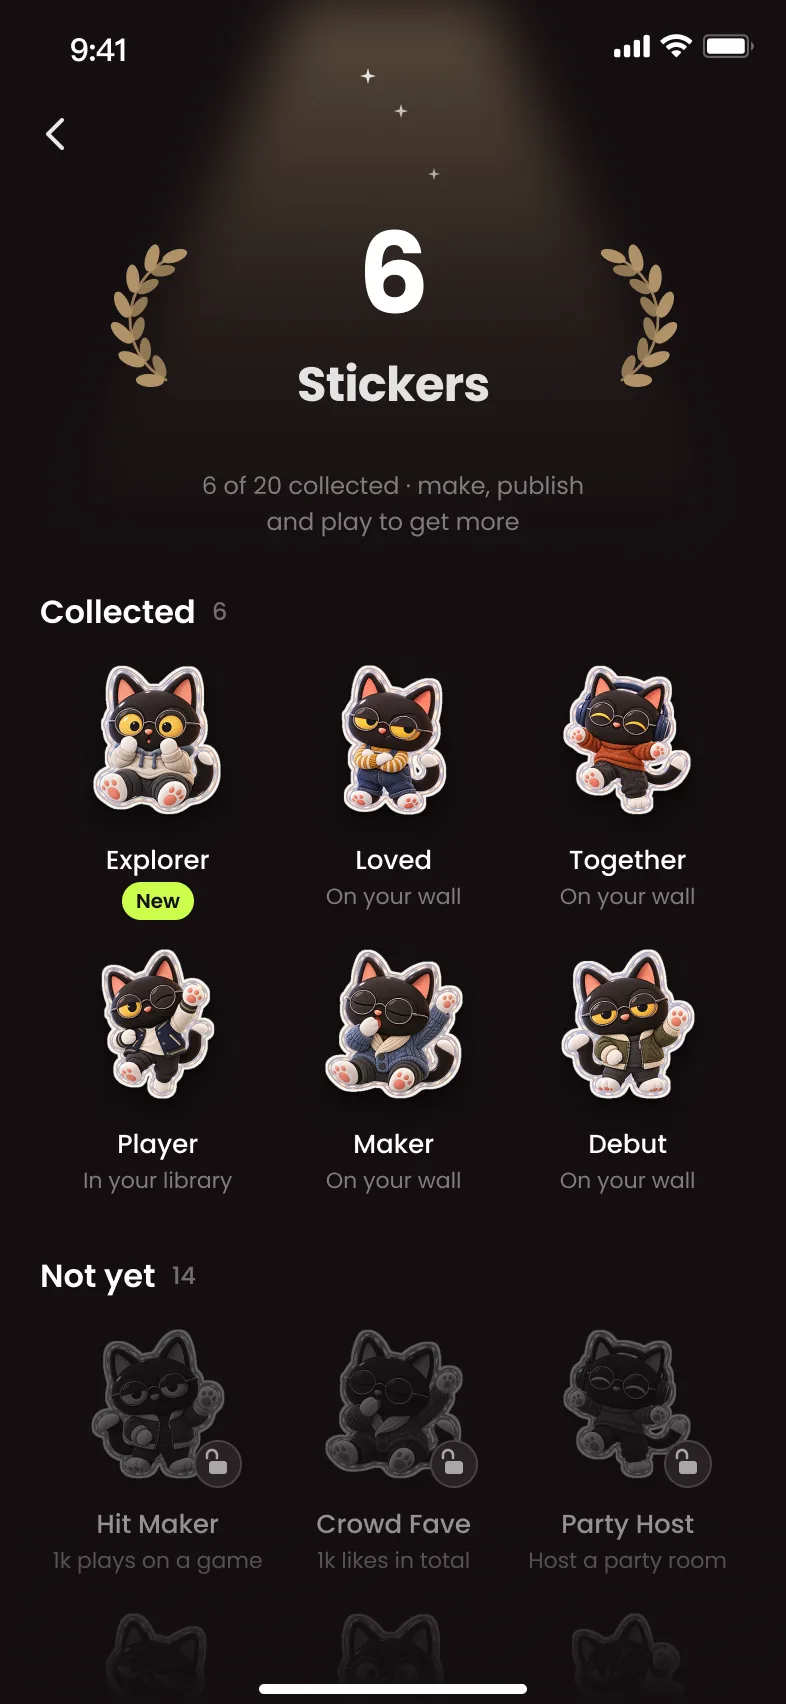 9:41
6
Stickers
6 of 20 collected · make, publish
and play to get more
Collected 6
Explorer
New
Loved
On your wall
Together
On your wall
Player
In your library
Maker
On your wall
Debut
On your wall
Not yet 14
Hit Maker
1k plays on a game
Crowd Fave
1k likes in total
Party Host
Host a party room